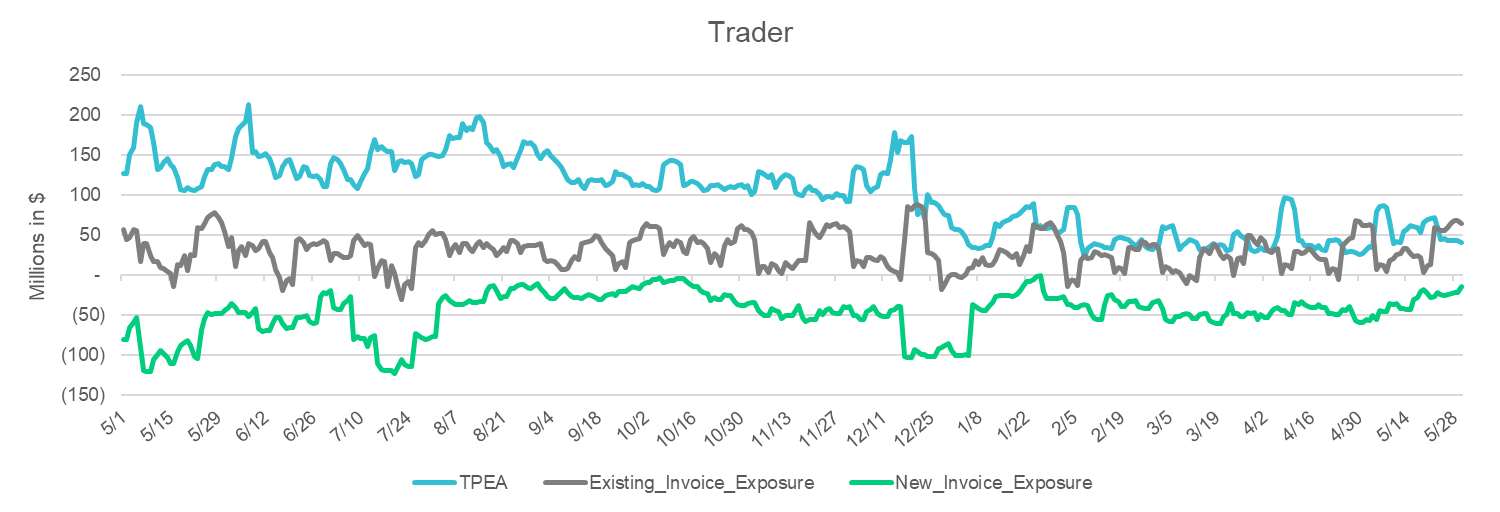 Trader
Millions in $
250
200
150
100
50
-
(50)
(100)
(150)
5/1 5/15 5/29 6/12 6/26 7/10 7/24 8/7 8/21 9/4 9/18 10/2 10/16 10/30 11/13 11/27 12/11 12/25 1/8 1/22 2/5 2/19 3/5 3/19 4/2 4/16 4/30 5/14 5/28
TPEA Existing_Invoice_Exposure New_Invoice_Exposure